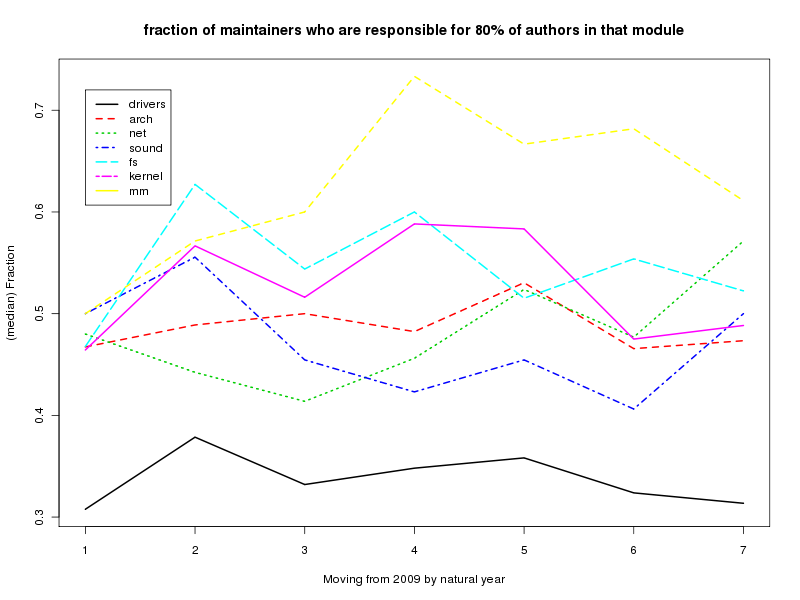 fraction of maintainers who are responsible for 80% of authors in that module
(median) Fraction
0.7
0.6
0.5
0.4
0.3
drivers
arch
net
sound
fs
kernel
mm
1 2 3 4 5 6 7
Moving from 2009 by natural year